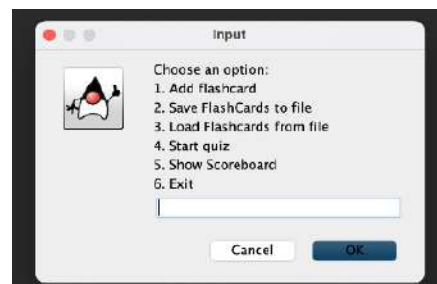 Input
Choose an option:
1. Add flashcard
2. Save FlashCards to file
3. Load Flashcards from file
4. Start quiz
5. Show Scoreboard
6. Exit
Cancel
OK